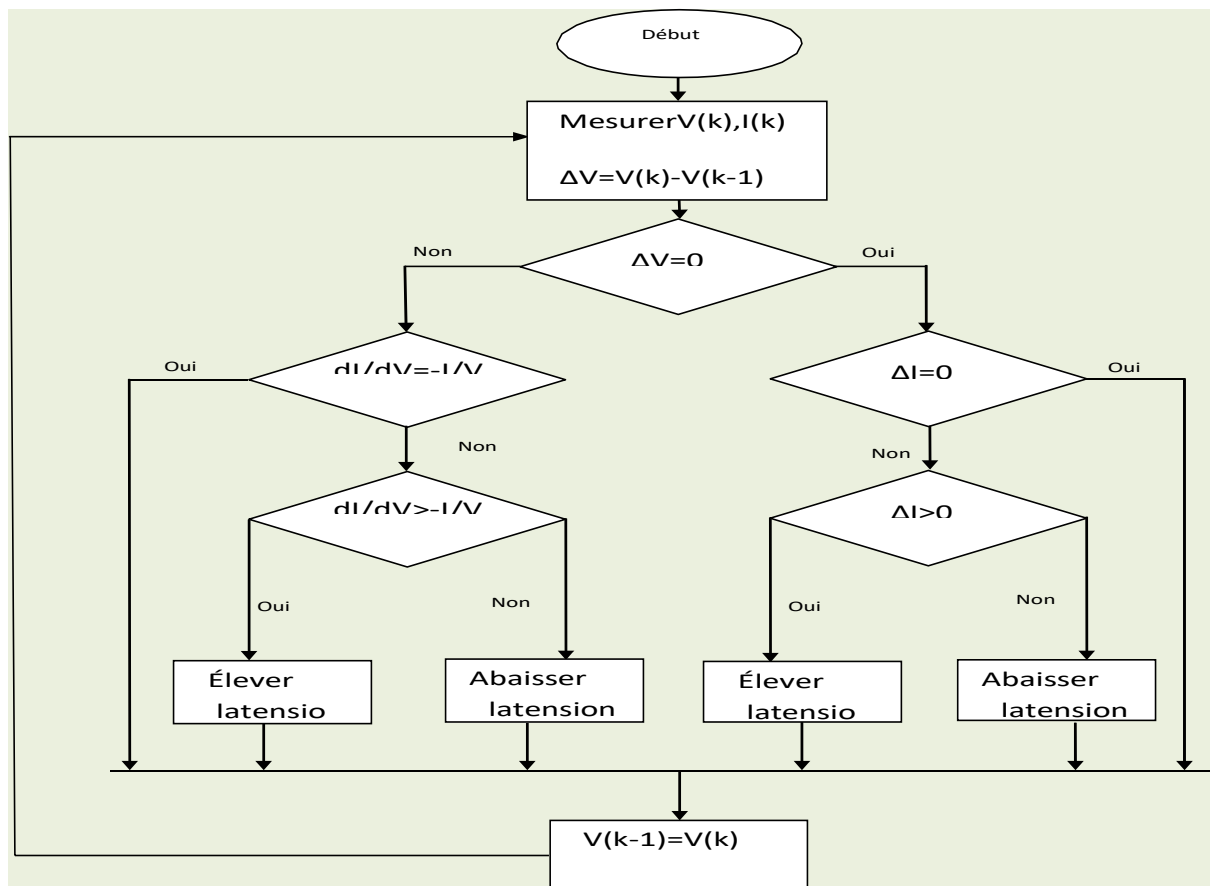 Début
MesurerV(k),I(k)
ΔV=V(k)-V(k-1)
Non
ΔV=0
Oui
Oui
dI/dV=-I/V
ΔI=0
Oui
Non
Non
dI/dV>-I/V
ΔI>0
Oui
Non
Oui
Non
Élever
latensio
Abaisser
latension
Élever
latensio
Abaisser
latension
V(k-1)=V(k)